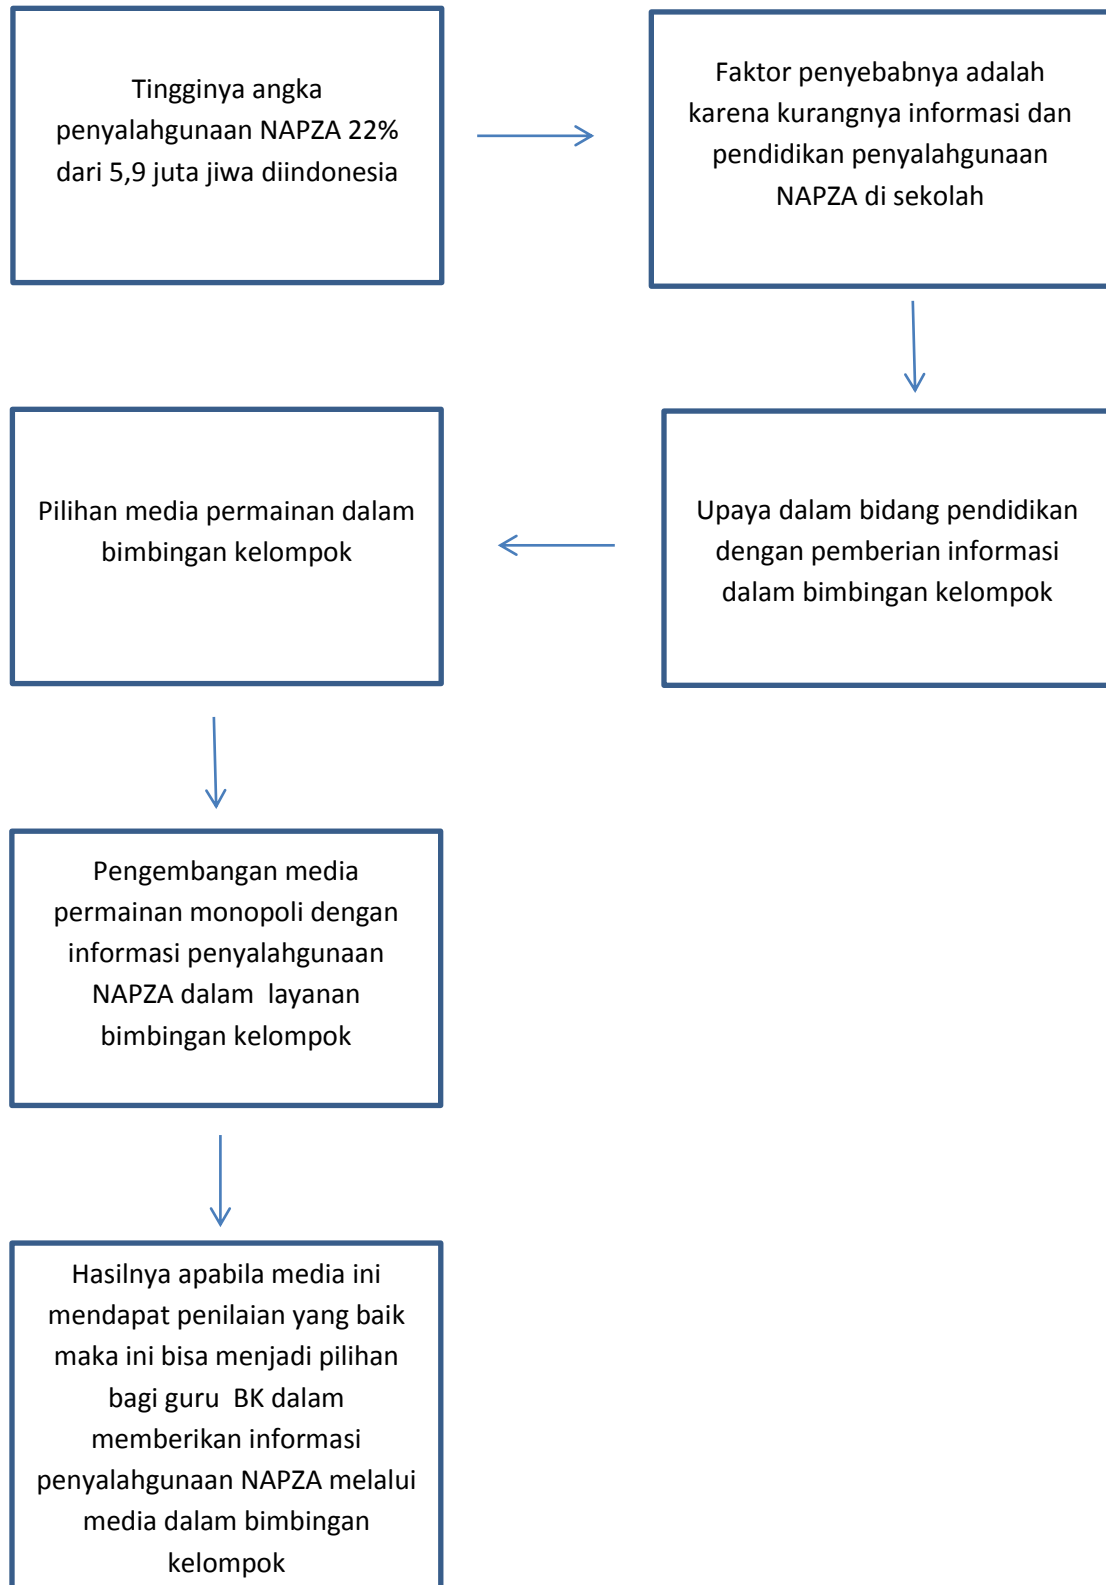 Tingginya angka
penyalahgunaan NAPZA 22%
dari 5,9 juta jiwa diindonesia
Faktor penyebabnya adalah
karena kurangnya informasi dan
pendidikan penyalahgunaan
NAPZA di sekolah
Upaya dalam bidang pendidikan
dengan pemberian informasi
dalam bimbingan kelompok
Pilihan media permainan dalam
bimbingan kelompok
Pengembangan media
permainan monopoli dengan
informasi penyalahgunaan
NAPZA dalam  layanan
bimbingan kelompok
Hasilnya apabila media ini
mendapat penilaian yang baik
maka ini bisa menjadi pilihan
bagi guru  BK dalam
memberikan informasi
penyalahgunaan NAPZA melalui
media dalam bimbingan
kelompok